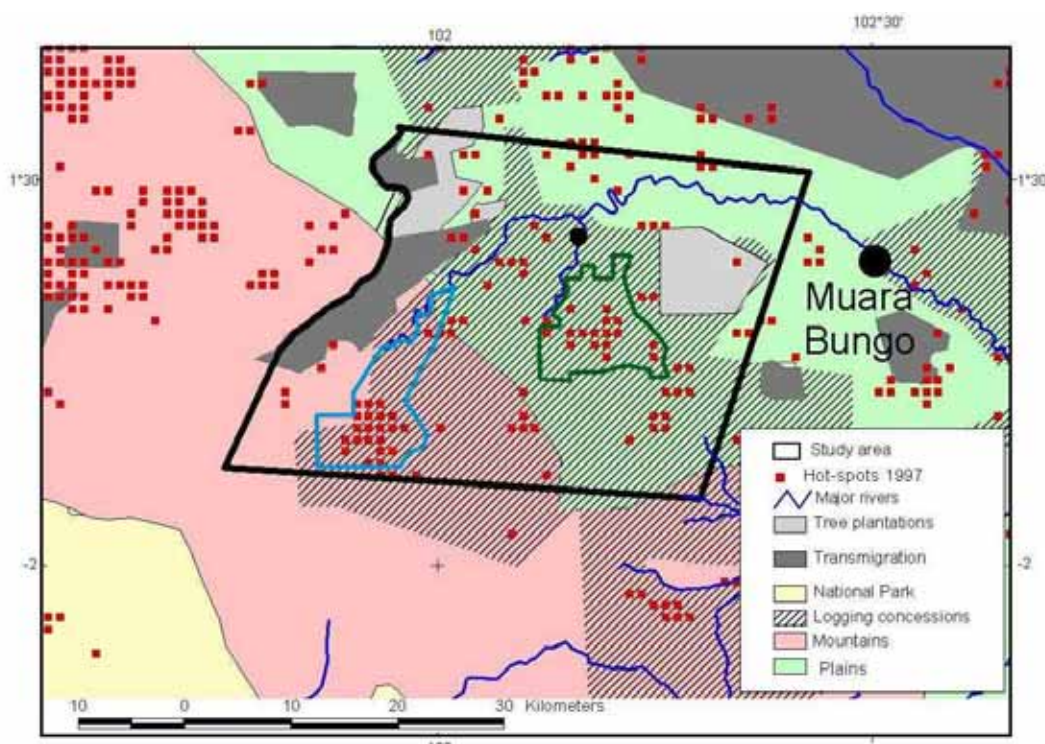 102
102°30'
1°30
1°30
Muara
Bungo
Study area
Hot-spots 1997
Major rivers
Tree plantations
Transmigration
-2
-2
National Park
Logging concessions
Mountains
Plains
10 0 10 20 30 Kilometers